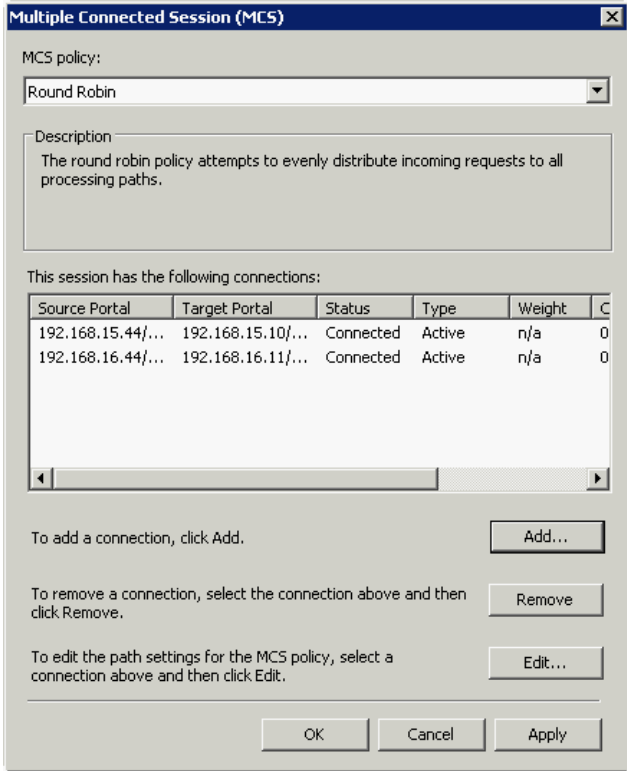 Multiple Connected Session (MCS)
MCS policy:
Round Robin
Description
The round robin policy attempts to evenly distribute incoming requests to all
processing paths.
This session has the following connections:
Source Portal Target Portal Status Type Weight C
192.168.15.44/... 192.168.15.10/... Connected Active n/a 0
192.168.16.44/... 192.168.16.11/... Connected Active n/a 0
To add a connection, click Add.
Add...
To remove a connection, select the connection above and then
click Remove.
Remove
To edit the path settings for the MCS policy, select a
connection above and then click Edit.
Edit...
OK Cancel Apply